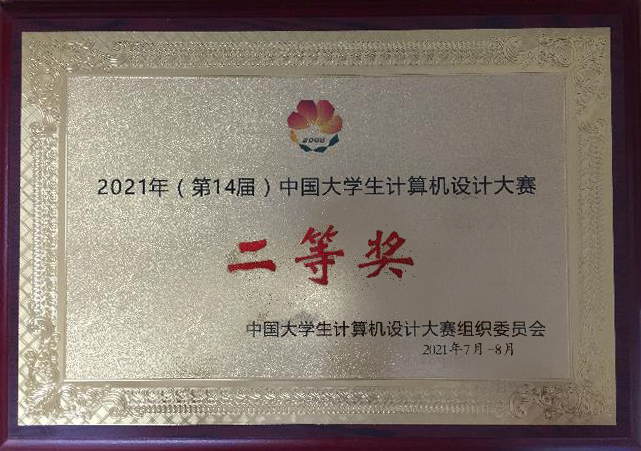 2021年（第14届）中国大学生计算机设计大赛
二等奖
中国大学生计算机设计大赛组织委员会
2021年7月-8月